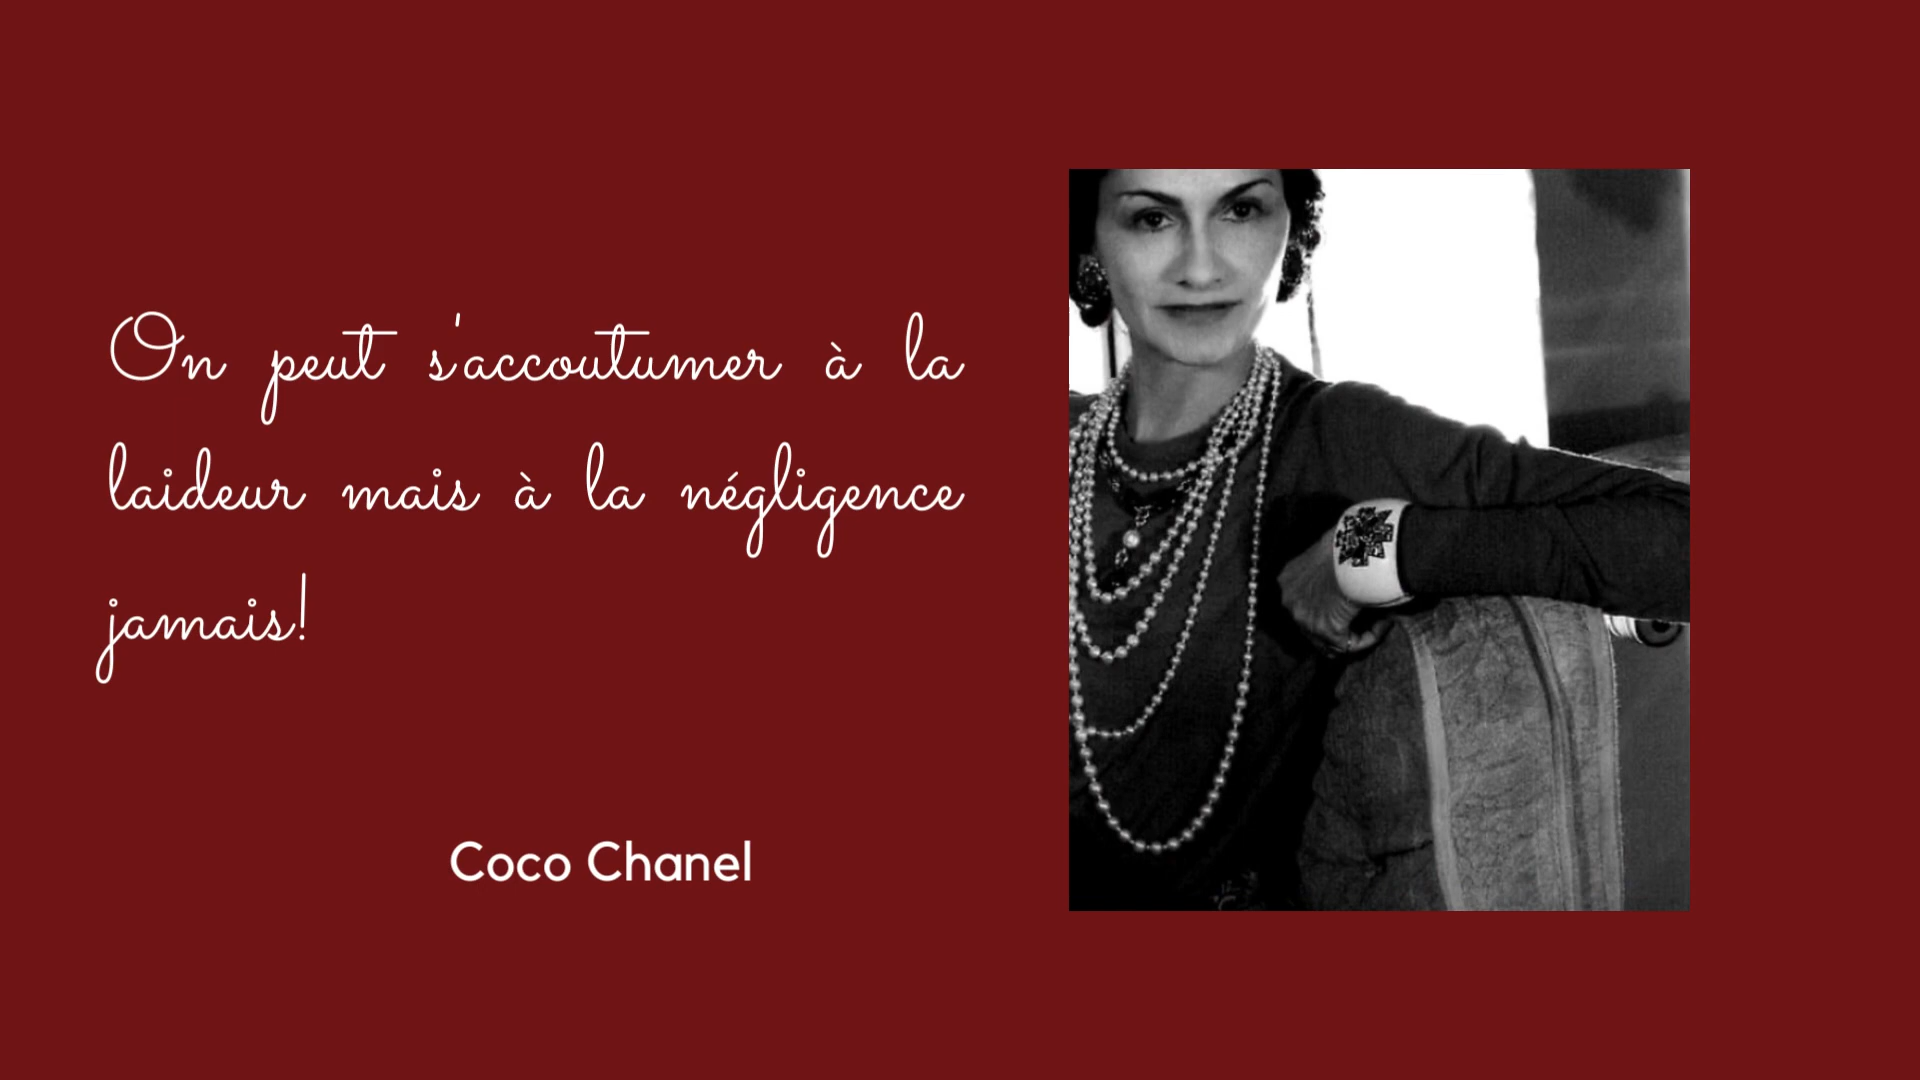 On peut s'accoutumer à la
laideur mais à la négligence
jamais!
Coco Chanel